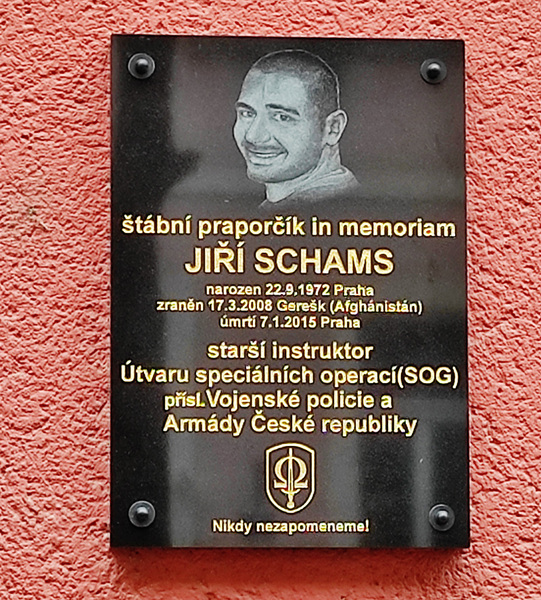 štábní praporčík in memoriam
JIŘÍ SCHAMS
narozen 22.9.1972 Praha
zraněn 17.3.2008 Gerešk (Afghánistán)
úmrtí 7.1.2015 Praha
starší instruktor
Útvaru speciálních operací(SOG)
přísl.Vojenské policie a
Armády České republiky
Nikdy nezapomeneme!